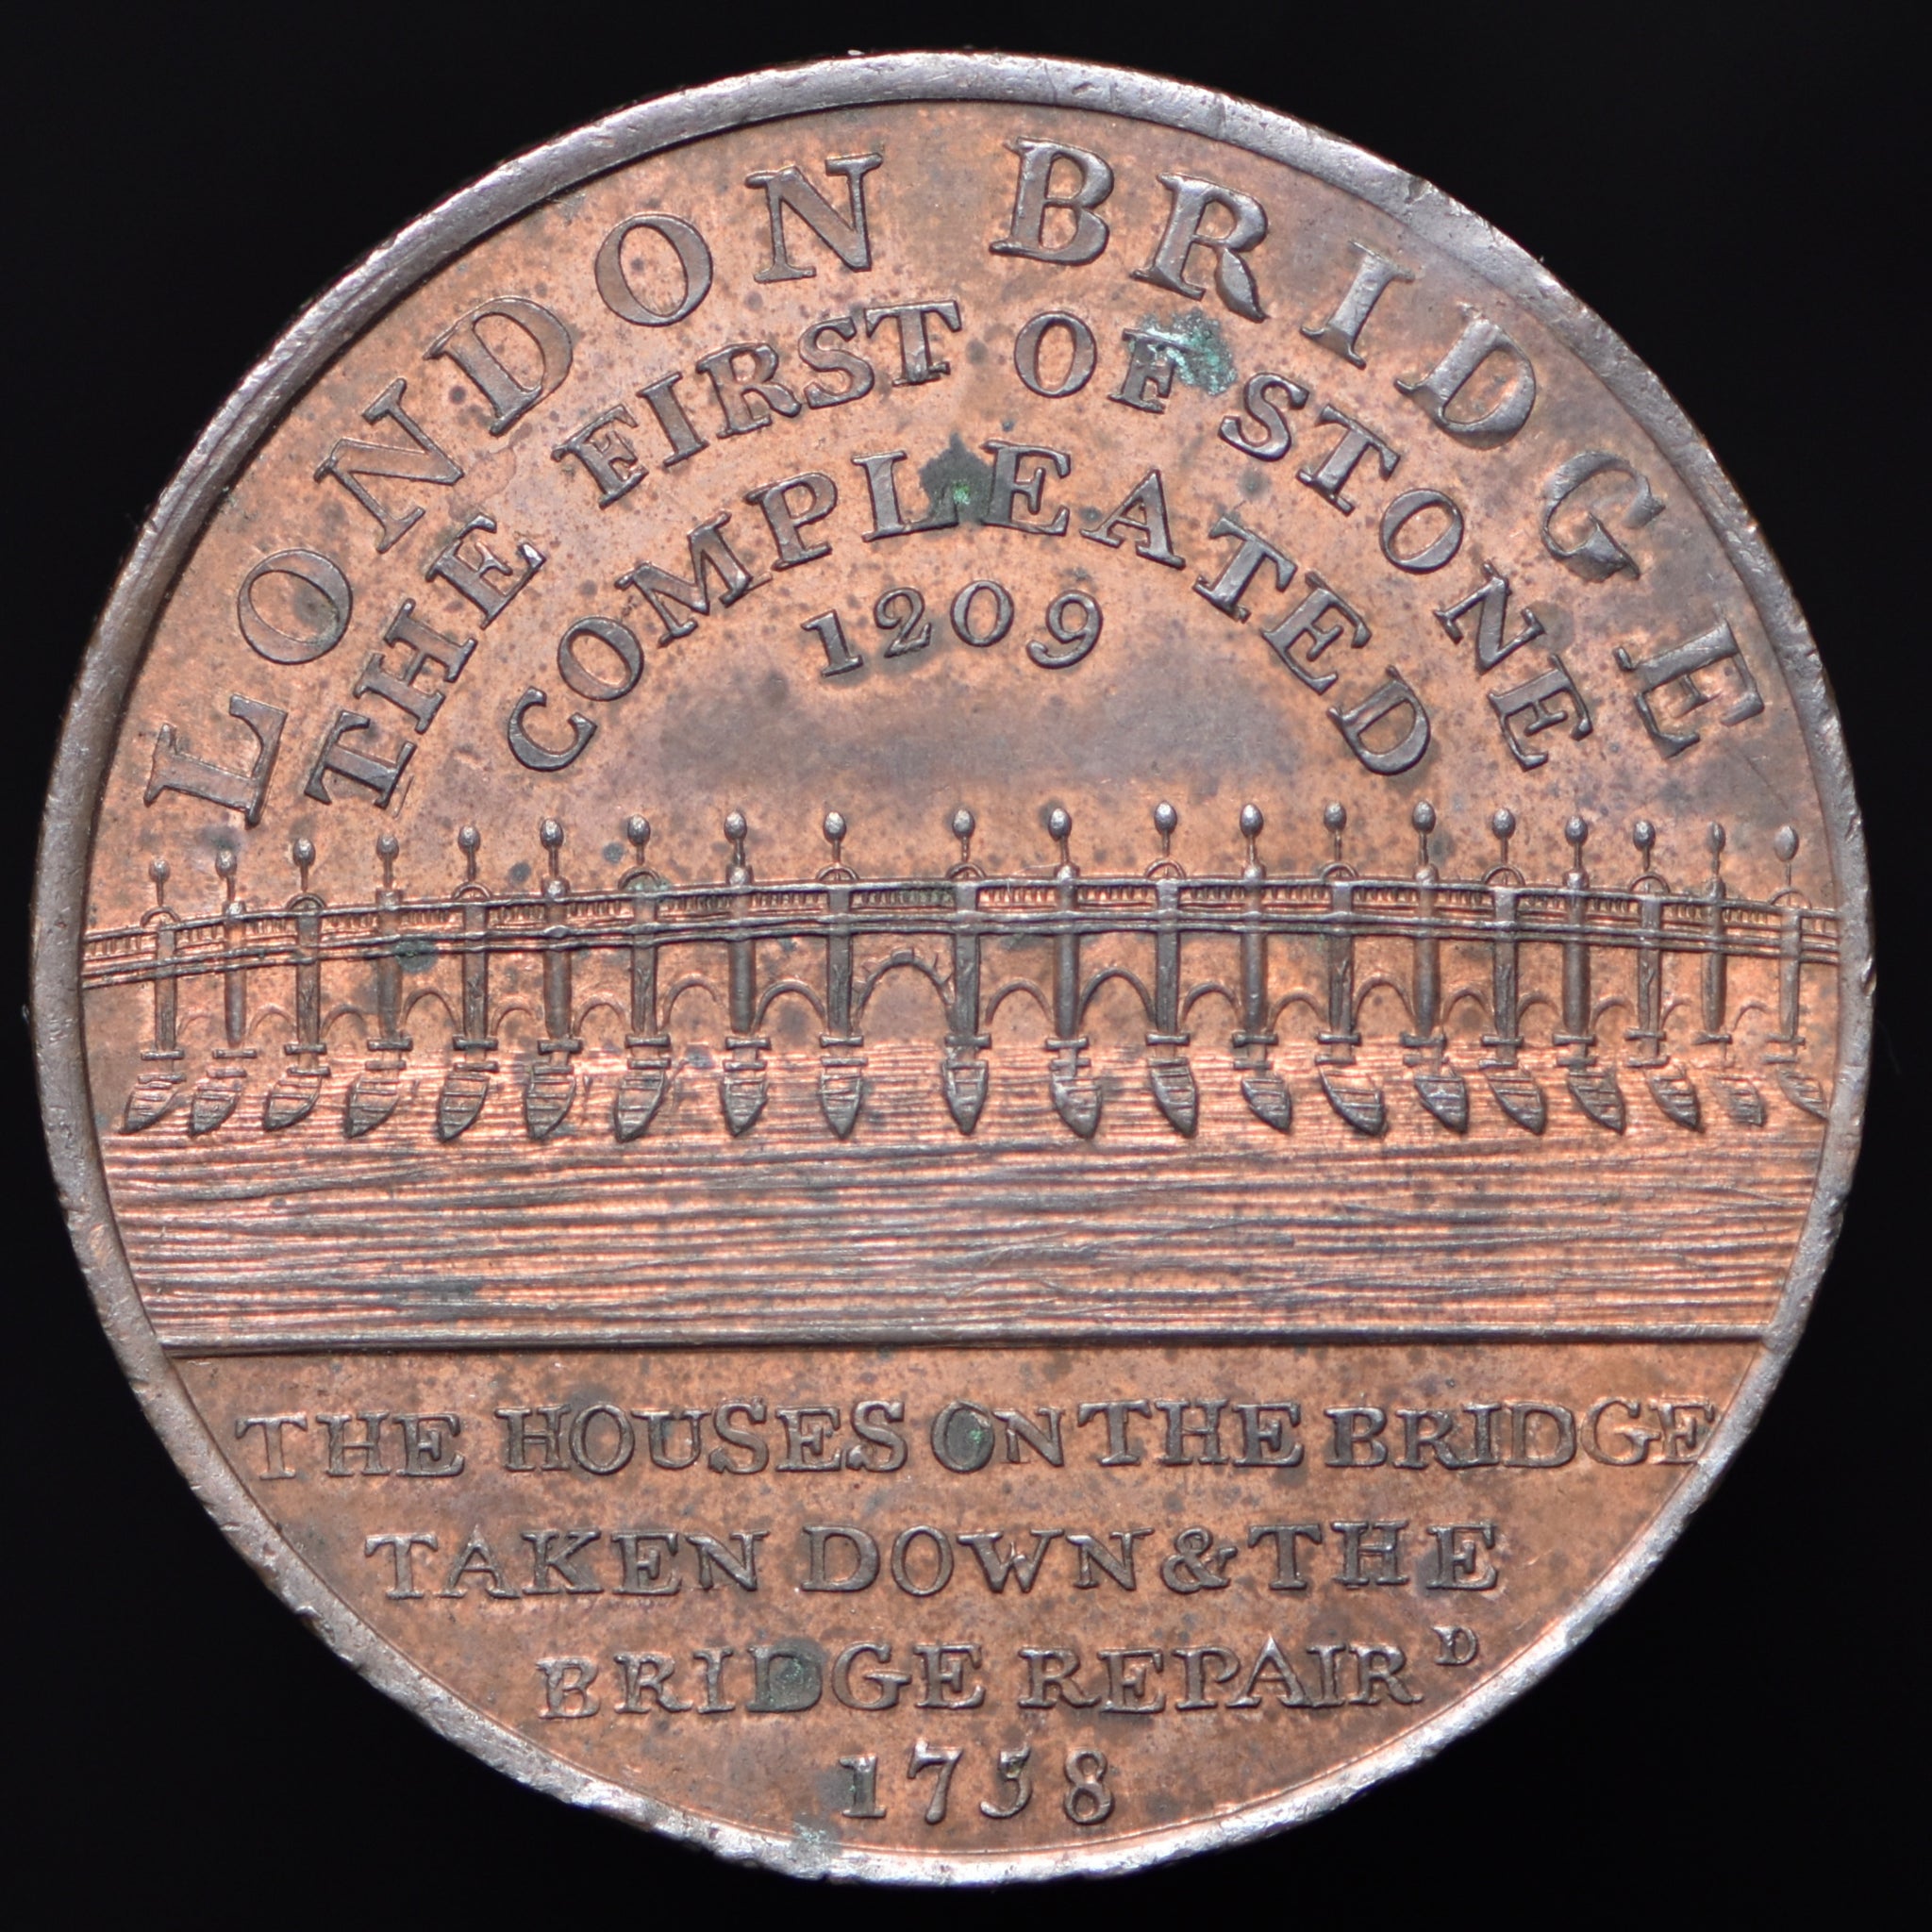 LONDON BRIDGE
THE FIRST OF STONE
COMPLEATED
1209
THE HOUSES ON THE BRIDGE
TAKEN DOWN & THE
BRIDGE REPAIRᴰ
1758